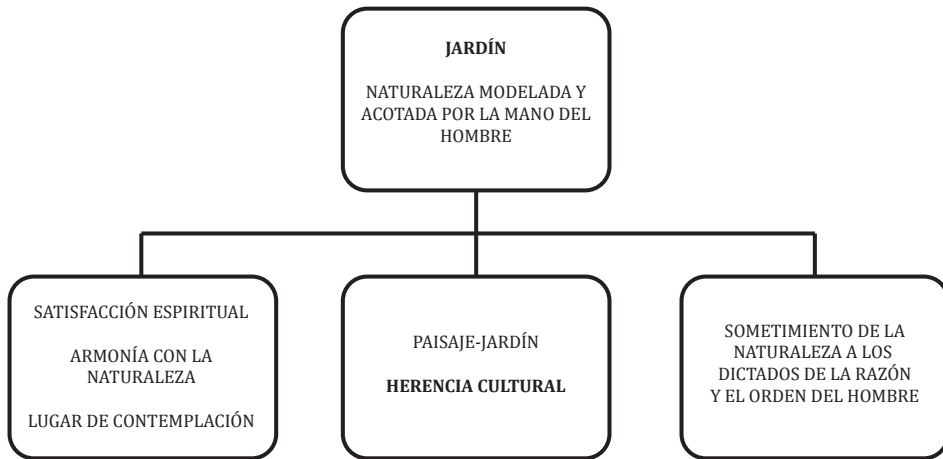 JARDÍN
NATURALEZA MODELADA Y
ACOTADA POR LA MANO DEL
HOMBRE
SATISFACCIÓN ESPIRITUAL
ARMONÍA CON LA
NATURALEZA
LUGAR DE CONTEMPLACIÓN
PAISAJE-JARDÍN
HERENCIA CULTURAL
SOMETIMIENTO DE LA
NATURALEZA A LOS
DICTADOS DE LA RAZÓN
Y EL ORDEN DEL HOMBRE